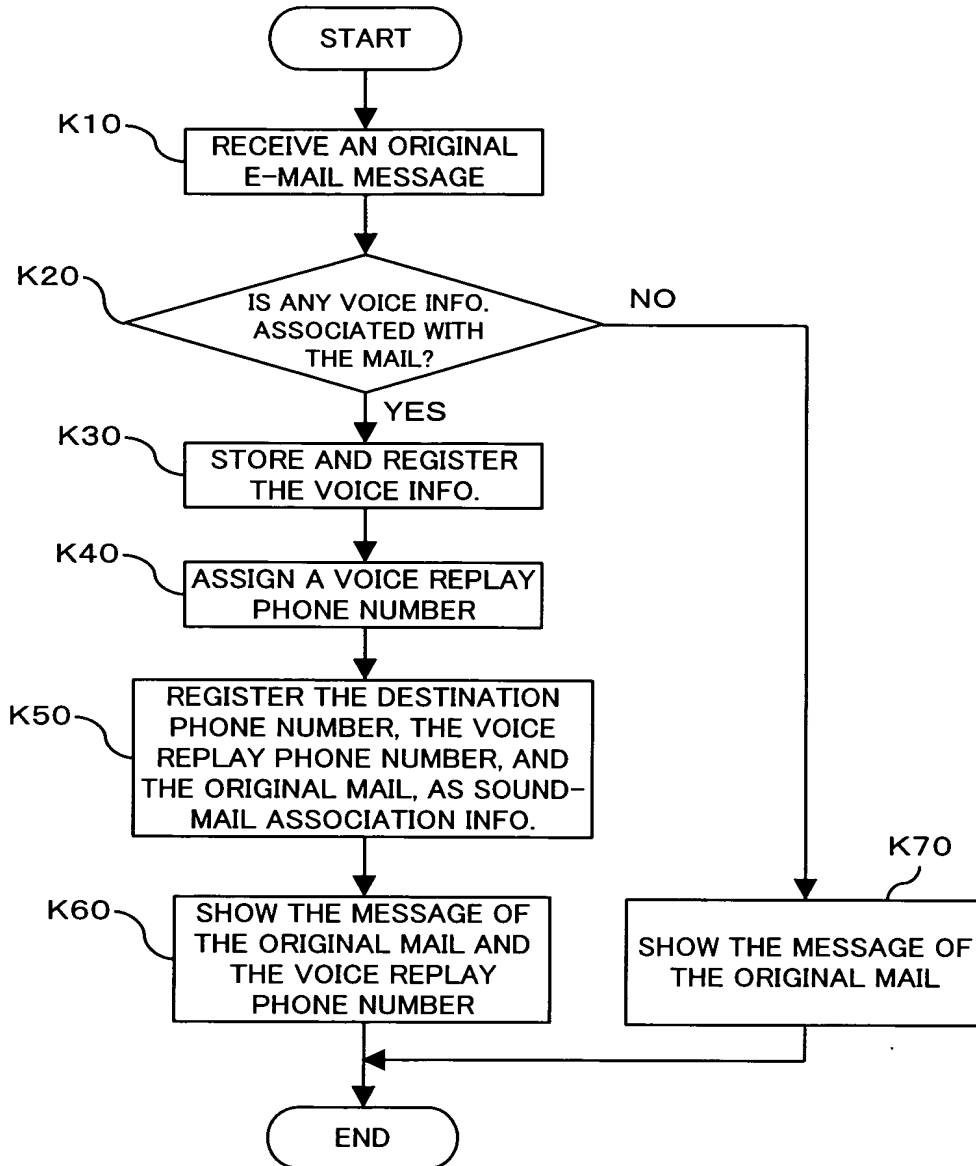 START
K10
RECEIVE AN ORIGINAL
E-MAIL MESSAGE
K20
IS ANY VOICE INFO.
ASSOCIATED WITH
THE MAIL?
NO
YES
K30
STORE AND REGISTER
THE VOICE INFO.
K40
ASSIGN A VOICE REPLAY
PHONE NUMBER
K50
REGISTER THE DESTINATION
PHONE NUMBER, THE VOICE
REPLAY PHONE NUMBER, AND
THE ORIGINAL MAIL, AS SOUND-
MAIL ASSOCIATION INFO.
K60
SHOW THE MESSAGE OF
THE ORIGINAL MAIL AND
THE VOICE REPLAY
PHONE NUMBER
K70
SHOW THE MESSAGE OF
THE ORIGINAL MAIL
END